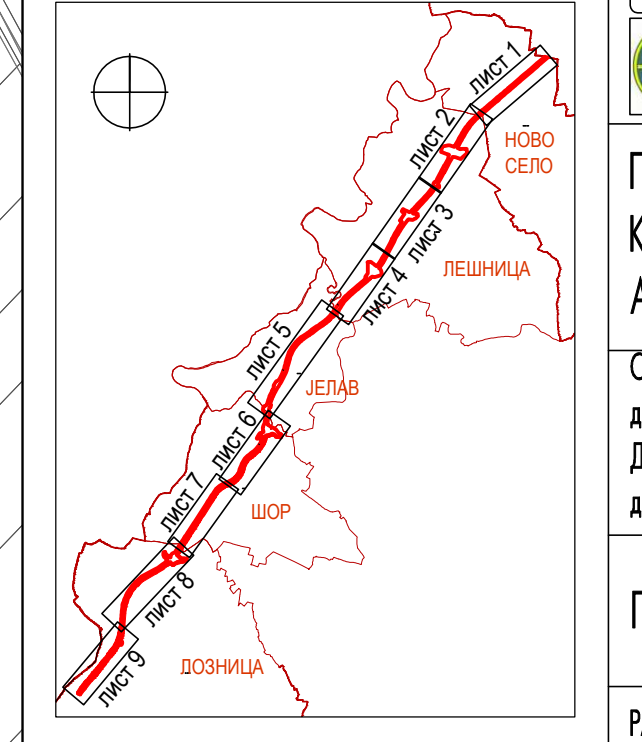 ЛИСТ 1
ЛИСТ 2
НОВО
СЕЛО
ЛИСТ 3
ЛЕШНИЦА
ЛИСТ 4
ЛИСТ 5
ЈЕЛАВ
ЛИСТ 6
ШОР
ЛИСТ 7
ЛИСТ 8
ЛОЗНИЦА
ЛИСТ 9